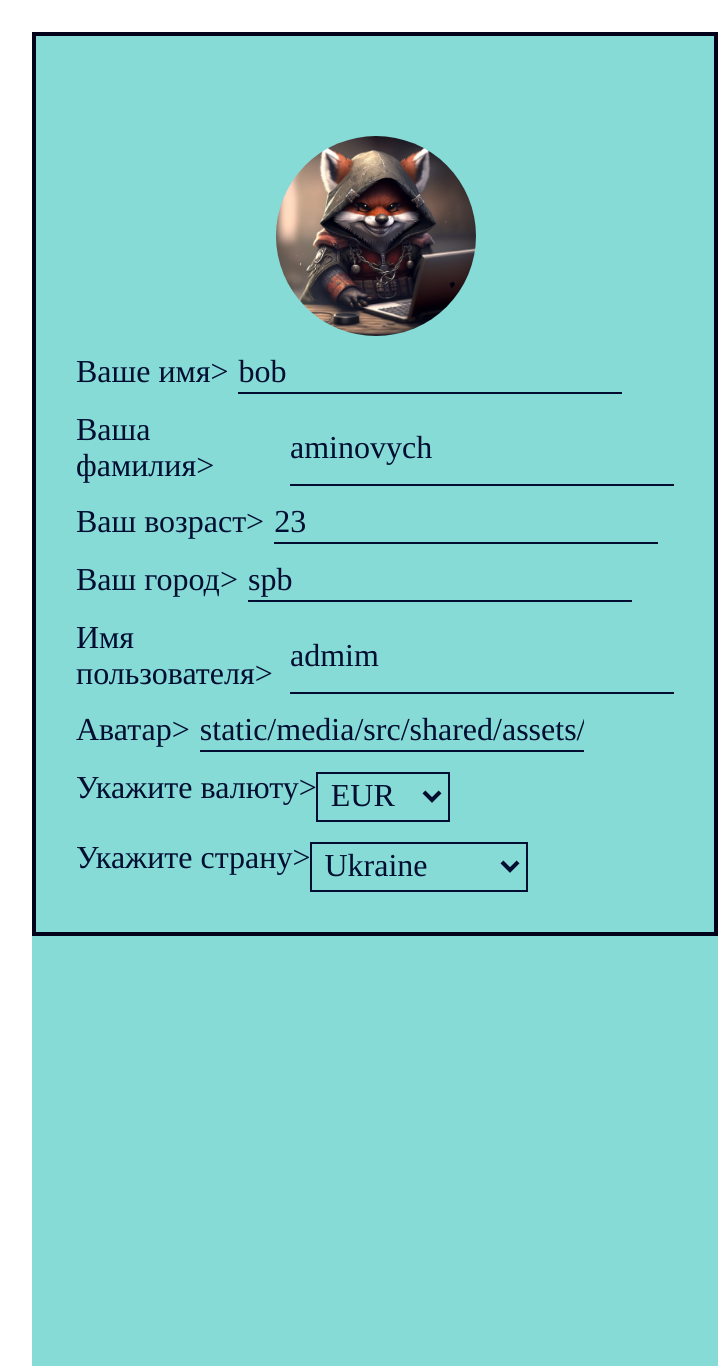 Ваше имя> bob
Ваша
фамилия> aminovych
Ваш возраст> 23
Ваш город> spb
Имя
пользователя> admim
Аватар> static/media/src/shared/assets/
Укажите валюту> EUR
Укажите страну> Ukraine